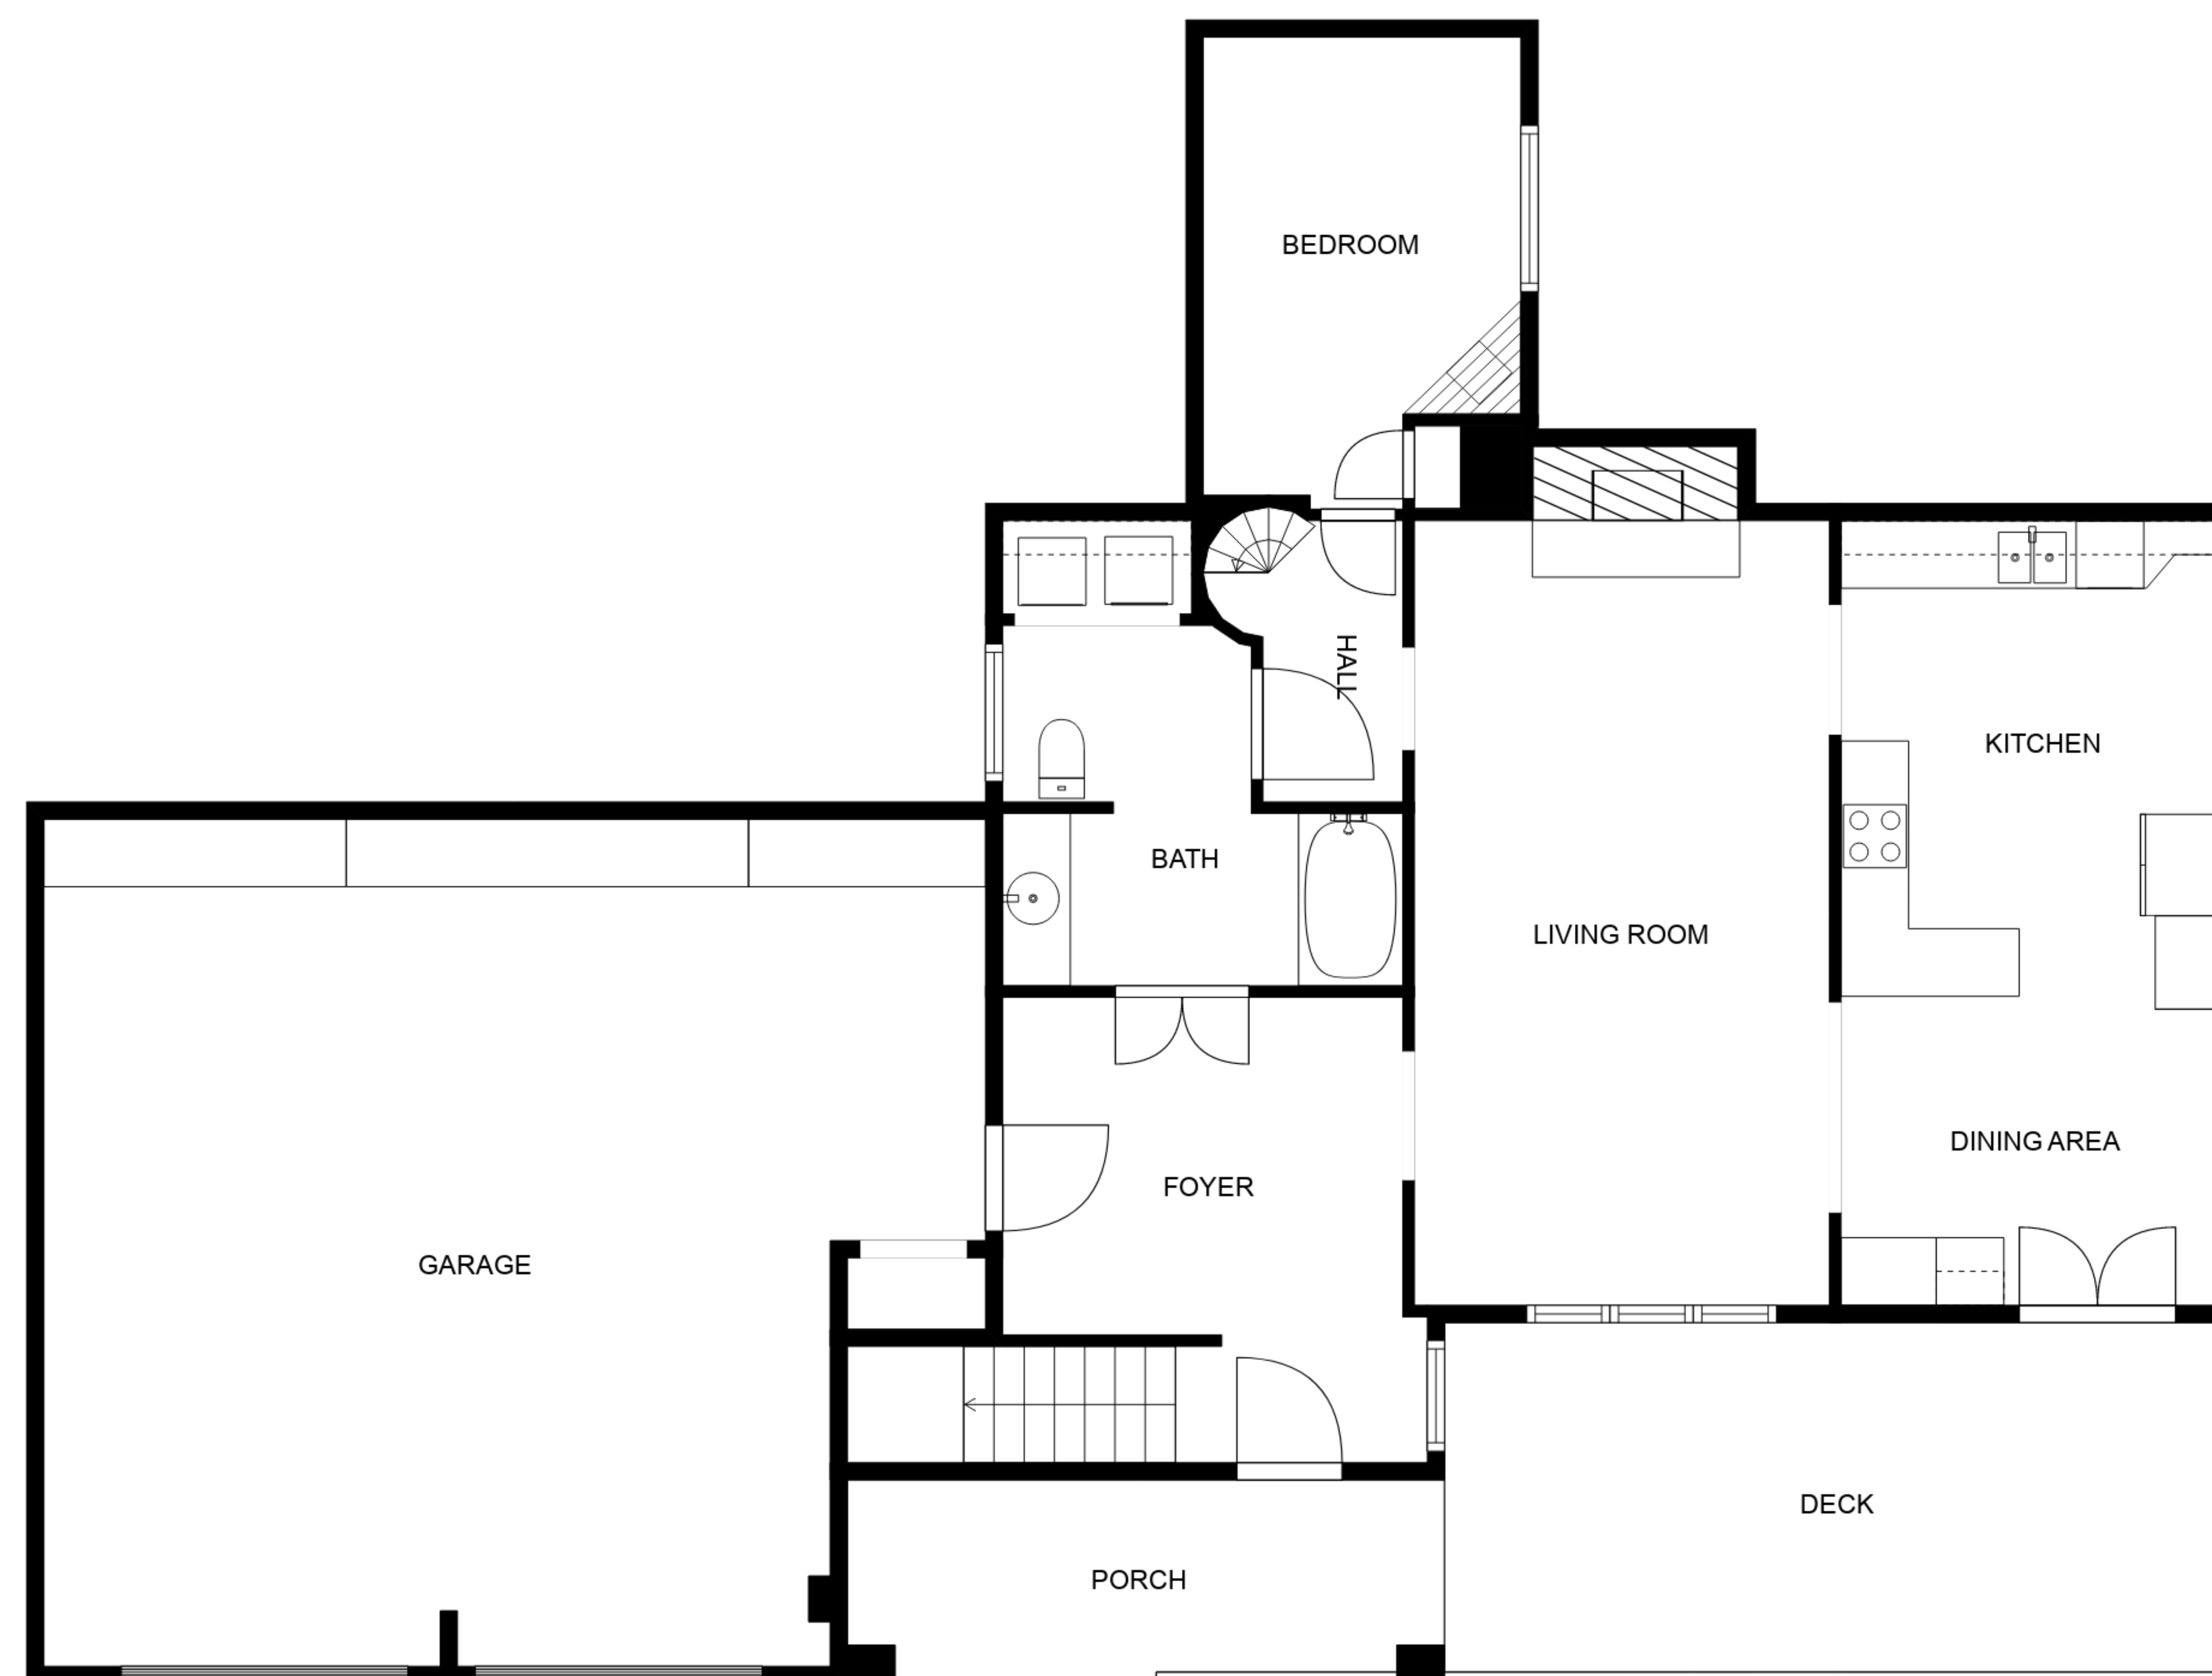 BEDROOM
HALL
KITCHEN
BATH
LIVING ROOM
DINING AREA
FOYER
GARAGE
DECK
PORCH